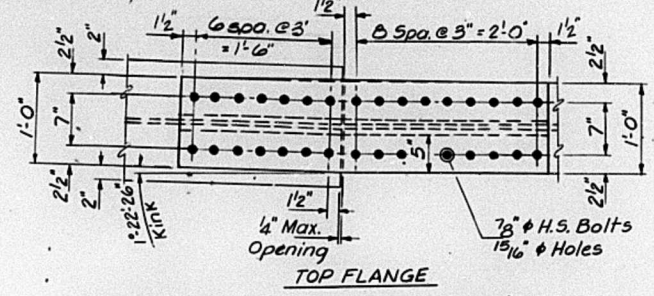 1½" 6 spa. @ 3' 1½ 8 Spa. @ 3" = 2'-0" 1½"
= 1'-6"
2½" 2" 2½"
1'-0" 7" 7" 1'-0"
.5"
2½" 2" 2½"
1°-22'-26"
Kink
1½"
¼" Max.
Opening
⅞" ϕ H.S. Bolts
15/16" ϕ Holes
TOP FLANGE